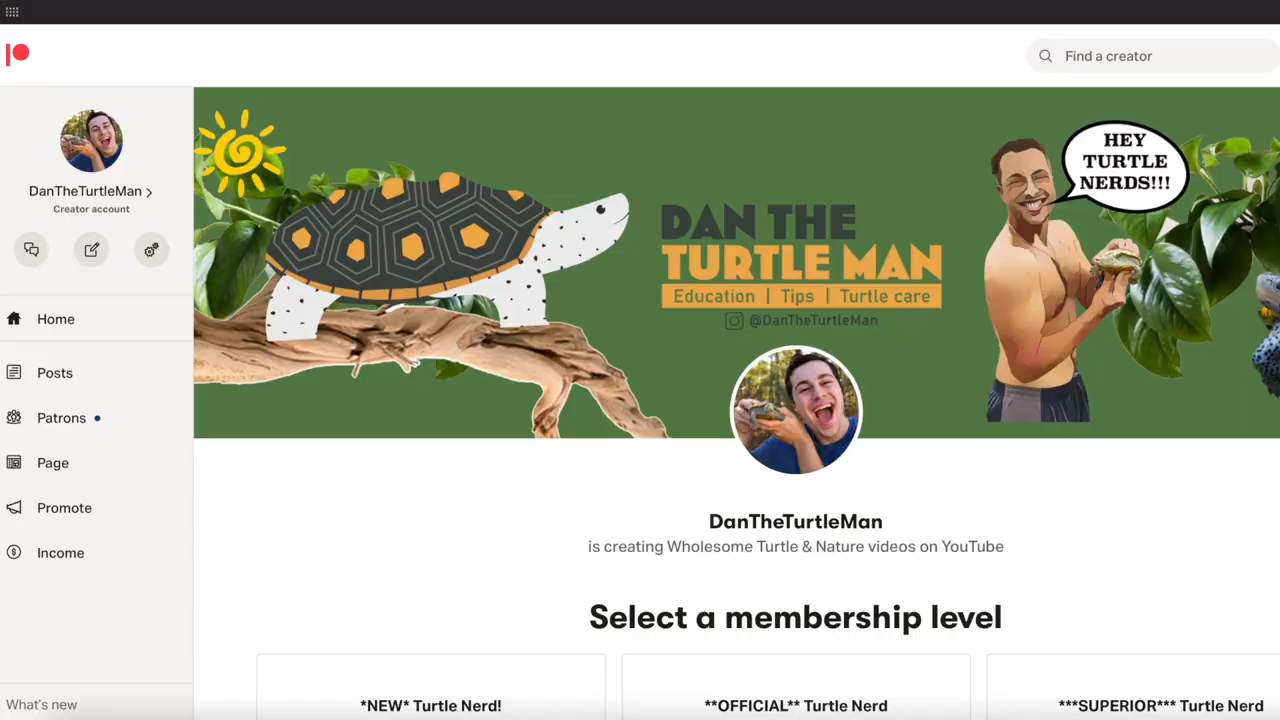 Find a creator
DanTheTurtleMan
Creator account
Home
Posts
Patrons
Page
Promote
Income
What's new
DAN THE
TURTLE MAN
Education | Tips | Turtle care
@DanTheTurtleMan
HEY
TURTLE
NERDS!!!
DanTheTurtleMan
is creating Wholesome Turtle & Nature videos on YouTube
Select a membership level
*NEW* Turtle Nerd!
**OFFICIAL** Turtle Nerd
***SUPERIOR*** Turtle Nerd